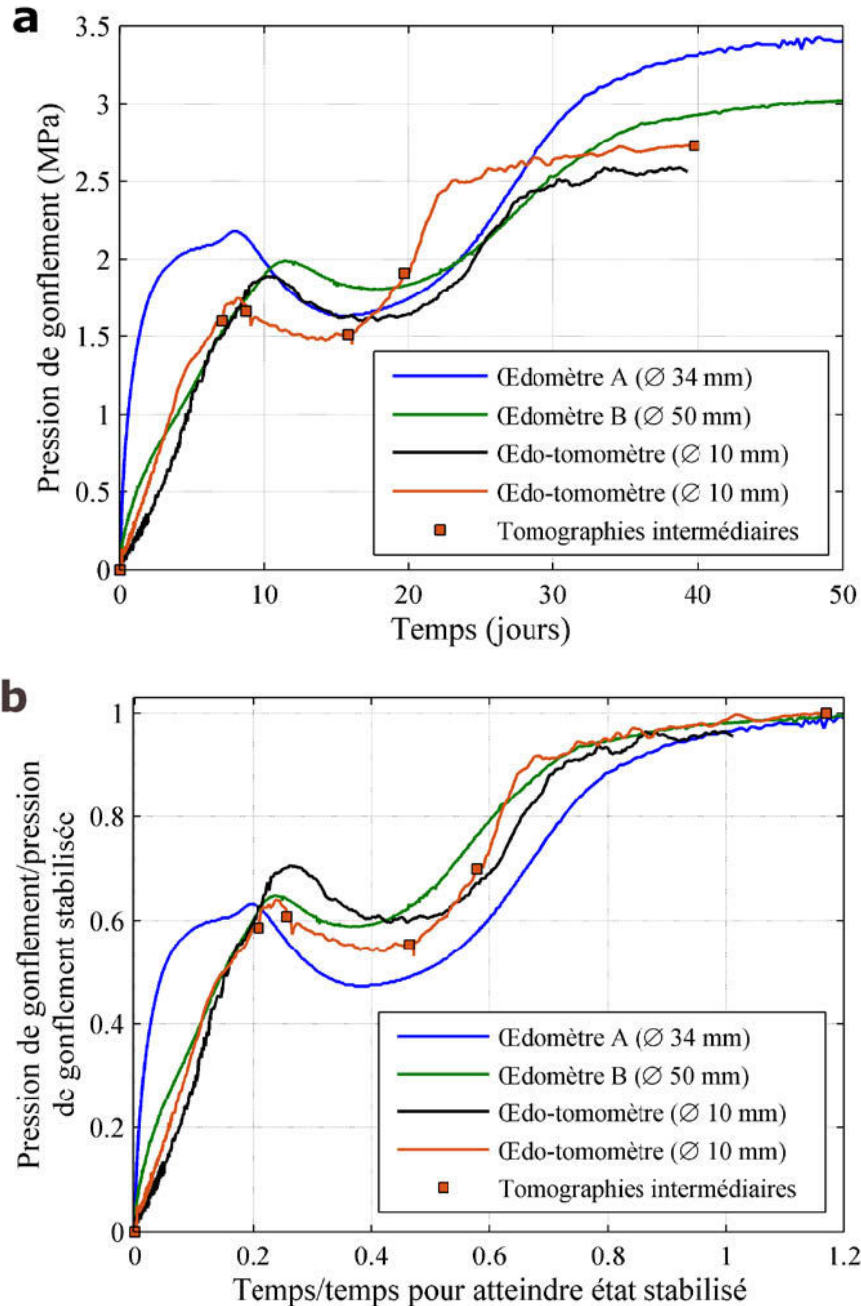 a
3.5
3
2.5
2
1.5
1
0.5
0
Pression de gonflement (MPa)
Œdomètre A (∅ 34 mm)
Œdomètre B (∅ 50 mm)
Œdo-tomomètre (∅ 10 mm)
Œdo-tomomètre (∅ 10 mm)
Tomographies intermédiaires
0 10 20 30 40 50
Temps (jours)
b
1
0.8
0.6
0.4
0.2
0
Pression de gonflement/pression
de gonflement stabilisée
Œdomètre A (∅ 34 mm)
Œdomètre B (∅ 50 mm)
Œdo-tomomètre (∅ 10 mm)
Œdo-tomomètre (∅ 10 mm)
Tomographies intermédiaires
0 0.2 0.4 0.6 0.8 1 1.2
Temps/temps pour atteindre état stabilisé